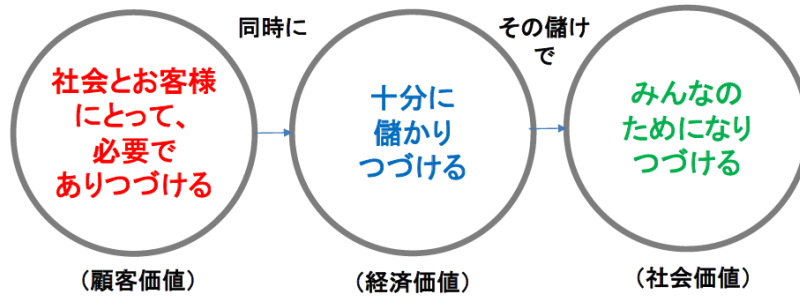 社会とお客様
にとって、
必要で
ありつづける
同時に
十分に
儲かり
つづける
その儲け
で
みんなの
ためになり
つづける
（顧客価値）
（経済価値）
（社会価値）